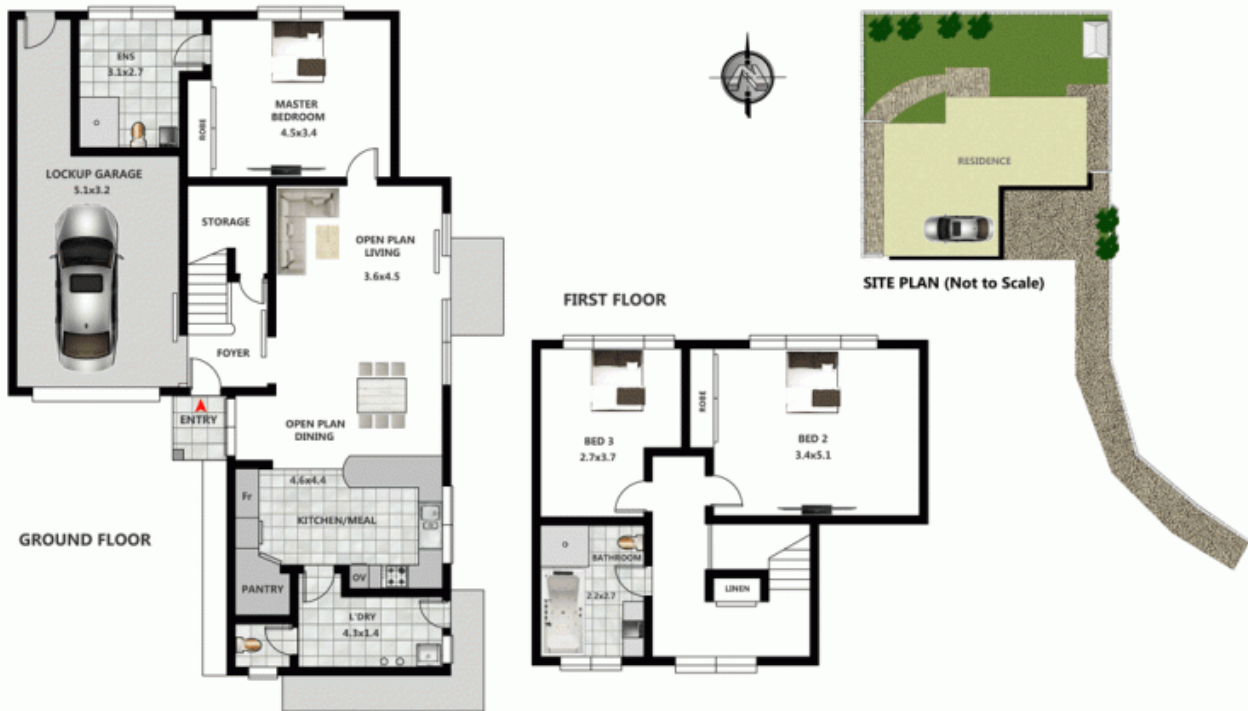 ENS
3.1x2.7
MASTER
BEDROOM
4.5x3.4
ROBE
LOCKUP GARAGE
5.1x3.2
STORAGE
OPEN PLAN
LIVING
3.6x4.5
FOYER
ENTRY
OPEN PLAN
DINING
4.6x4.4
Fr
KITCHEN/MEAL
PANTRY
OV
L'DRY
4.3x1.4
GROUND FLOOR
N
RESIDENCE
SITE PLAN (Not to Scale)
FIRST FLOOR
BED 3
2.7x3.7
ROBE
BED 2
3.4x5.1
BATHROOM
2.2x2.7
LINEN